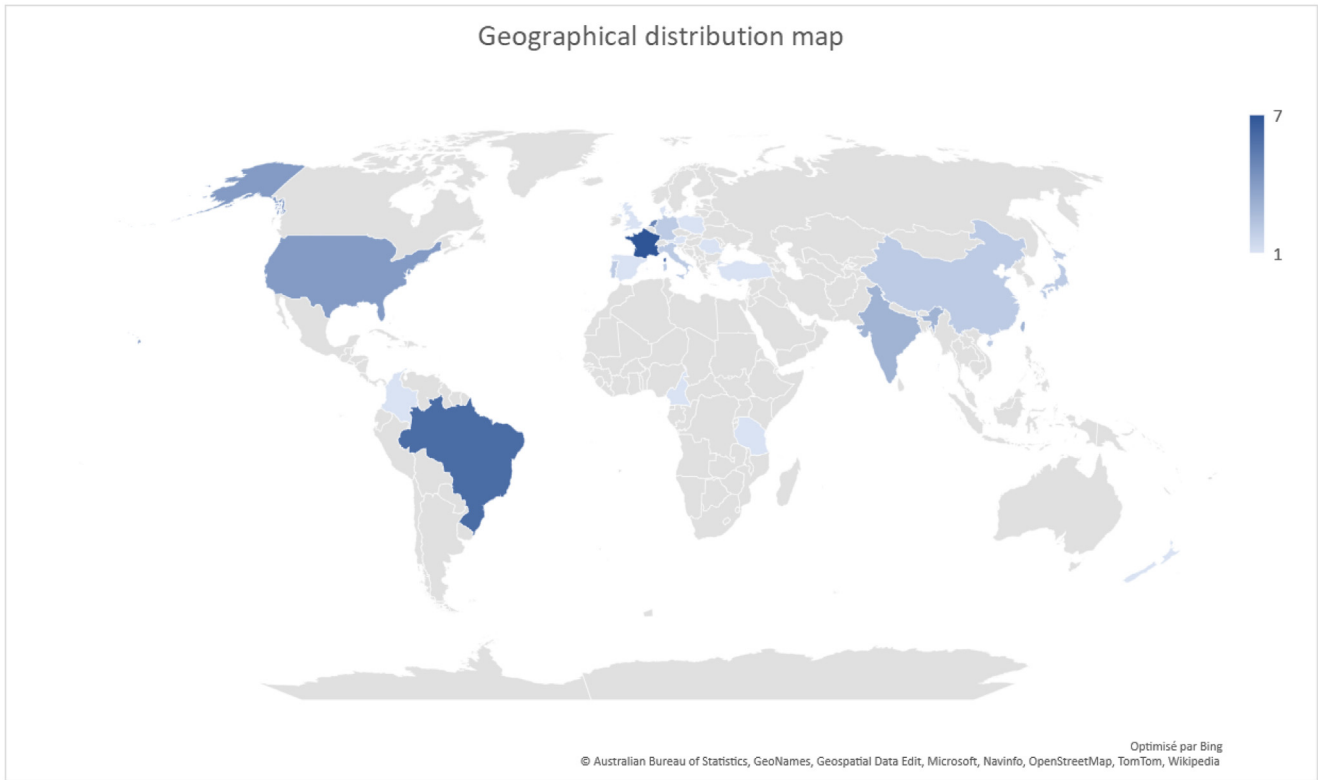 Geographical distribution map
7
1
Optimisé par Bing
© Australian Bureau of Statistics, GeoNames, Geospatial Data Edit, Microsoft, Navinfo, OpenStreetMap, TomTom, Wikipedia